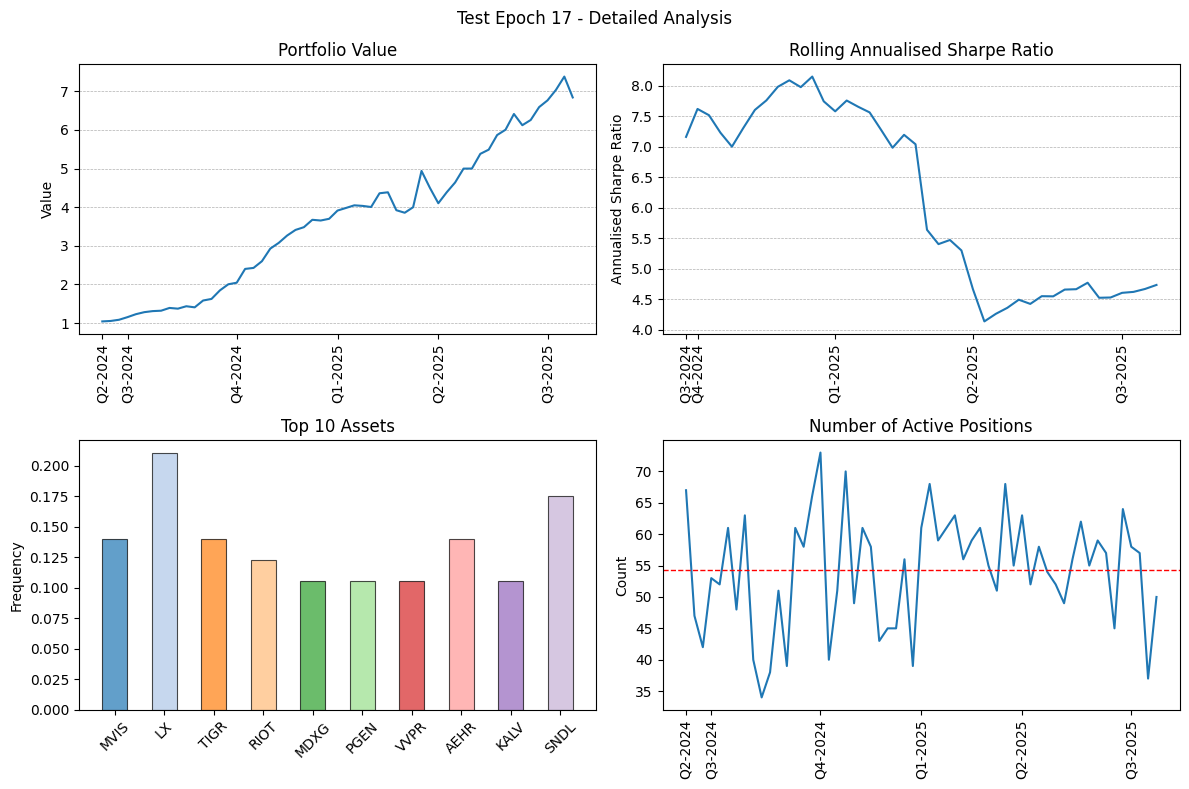 Test Epoch 17 - Detailed Analysis
Portfolio Value
Value
7
6
5
4
3
2
1
Q2-2024
Q3-2024
Q4-2024
Q1-2025
Q2-2025
Q3-2025
Rolling Annualised Sharpe Ratio
Annualised Sharpe Ratio
8.0
7.5
7.0
6.5
6.0
5.5
5.0
4.5
4.0
Q3-2024
Q4-2024
Q1-2025
Q2-2025
Q3-2025
Top 10 Assets
Frequency
0.200
0.175
0.150
0.125
0.100
0.075
0.050
0.025
0.000
MVIS
LX
TIGR
RIOT
MDXG
PGEN
VVPR
AEHR
KALV
SNDL
Number of Active Positions
Count
70
65
60
55
50
45
40
35
Q2-2024
Q3-2024
Q4-2024
Q1-2025
Q2-2025
Q3-2025